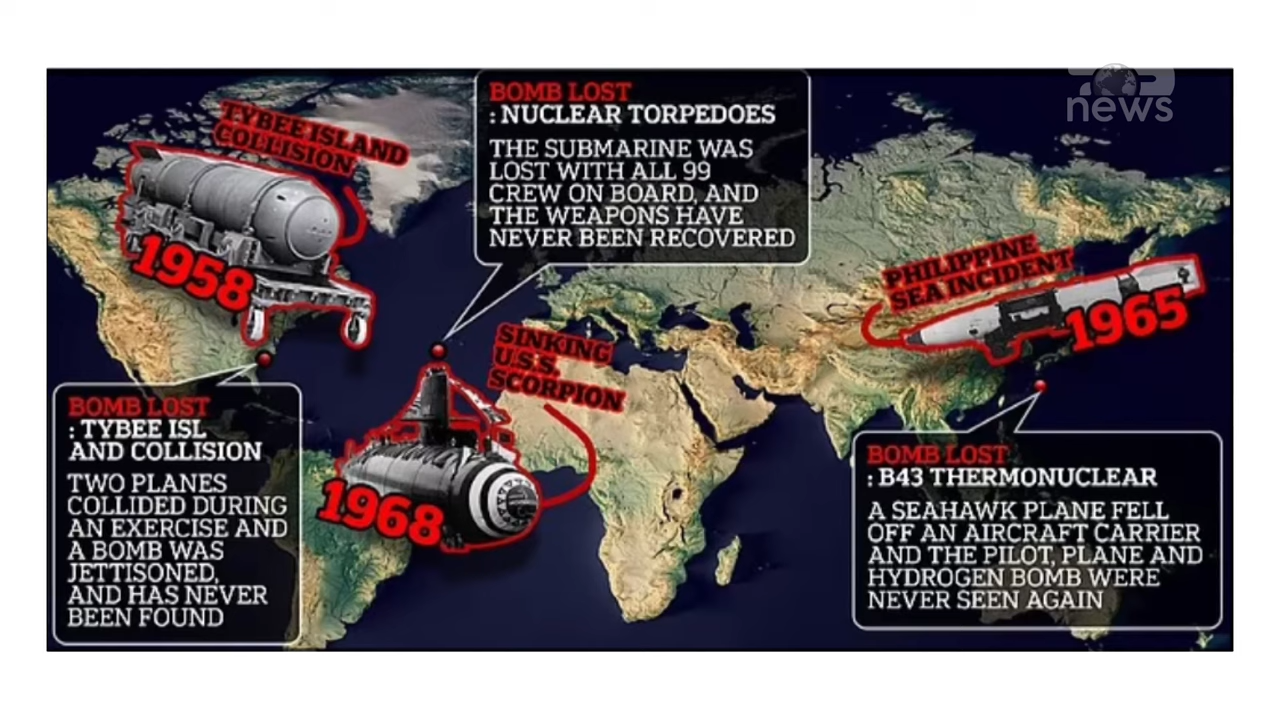 news
TYBEE ISLAND
COLLISION
1958
BOMB LOST
: TYBEE ISL
AND COLLISION
TWO PLANES
COLLIDED DURING
AN EXERCISE AND
A BOMB WAS
JETTISONED,
AND HAS NEVER
BEEN FOUND
BOMB LOST
: NUCLEAR TORPEDOES
THE SUBMARINE WAS
LOST WITH ALL 99
CREW ON BOARD, AND
THE WEAPONS HAVE
NEVER BEEN RECOVERED
SINKING
U.S.S.
SCORPION
1968
PHILIPPINE
SEA INCIDENT
1965
BOMB LOST
: B43 THERMONUCLEAR
A SEAHAWK PLANE FELL
OFF AN AIRCRAFT CARRIER
AND THE PILOT, PLANE AND
HYDROGEN BOMB WERE
NEVER SEEN AGAIN